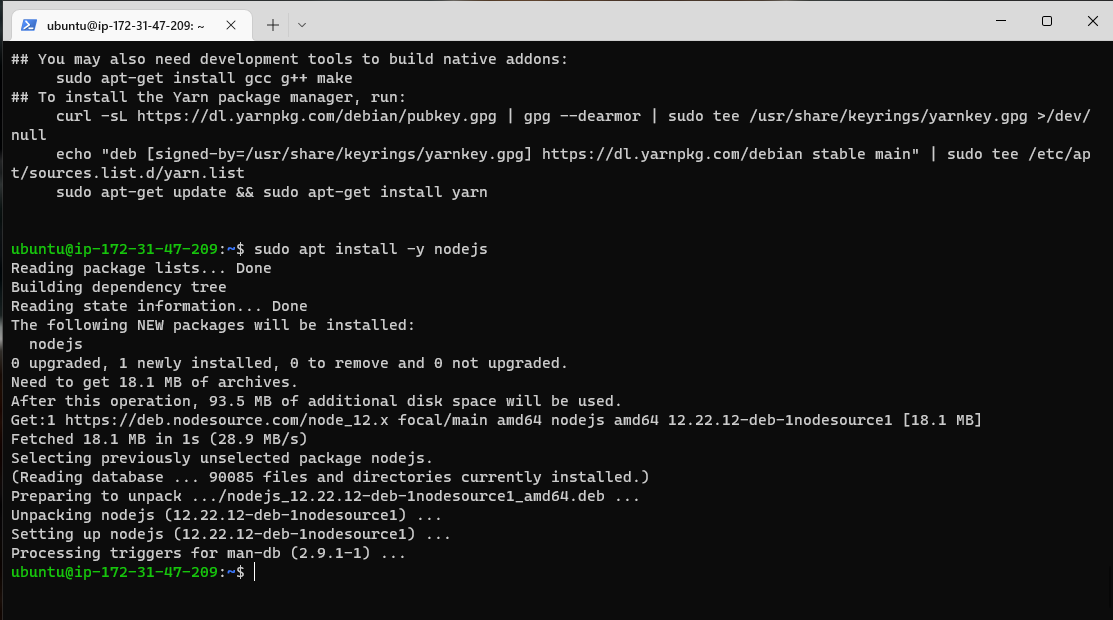 ubuntu@ip-172-31-47-209: ~
## You may also need development tools to build native addons:
     sudo apt-get install gcc g++ make
## To install the Yarn package manager, run:
     curl -sL https://dl.yarnpkg.com/debian/pubkey.gpg | gpg --dearmor | sudo tee /usr/share/keyrings/yarnkey.gpg >/dev/
null
     echo "deb [signed-by=/usr/share/keyrings/yarnkey.gpg] https://dl.yarnpkg.com/debian stable main" | sudo tee /etc/ap
t/sources.list.d/yarn.list
     sudo apt-get update && sudo apt-get install yarn
ubuntu@ip-172-31-47-209:~$ sudo apt install -y nodejs
Reading package lists... Done
Building dependency tree
Reading state information... Done
The following NEW packages will be installed:
  nodejs
0 upgraded, 1 newly installed, 0 to remove and 0 not upgraded.
Need to get 18.1 MB of archives.
After this operation, 93.5 MB of additional disk space will be used.
Get:1 https://deb.nodesource.com/node_12.x focal/main amd64 nodejs amd64 12.22.12-deb-1nodesource1 [18.1 MB]
Fetched 18.1 MB in 1s (28.9 MB/s)
Selecting previously unselected package nodejs.
(Reading database ... 90085 files and directories currently installed.)
Preparing to unpack .../nodejs_12.22.12-deb-1nodesource1_amd64.deb ...
Unpacking nodejs (12.22.12-deb-1nodesource1) ...
Setting up nodejs (12.22.12-deb-1nodesource1) ...
Processing triggers for man-db (2.9.1-1) ...
ubuntu@ip-172-31-47-209:~$